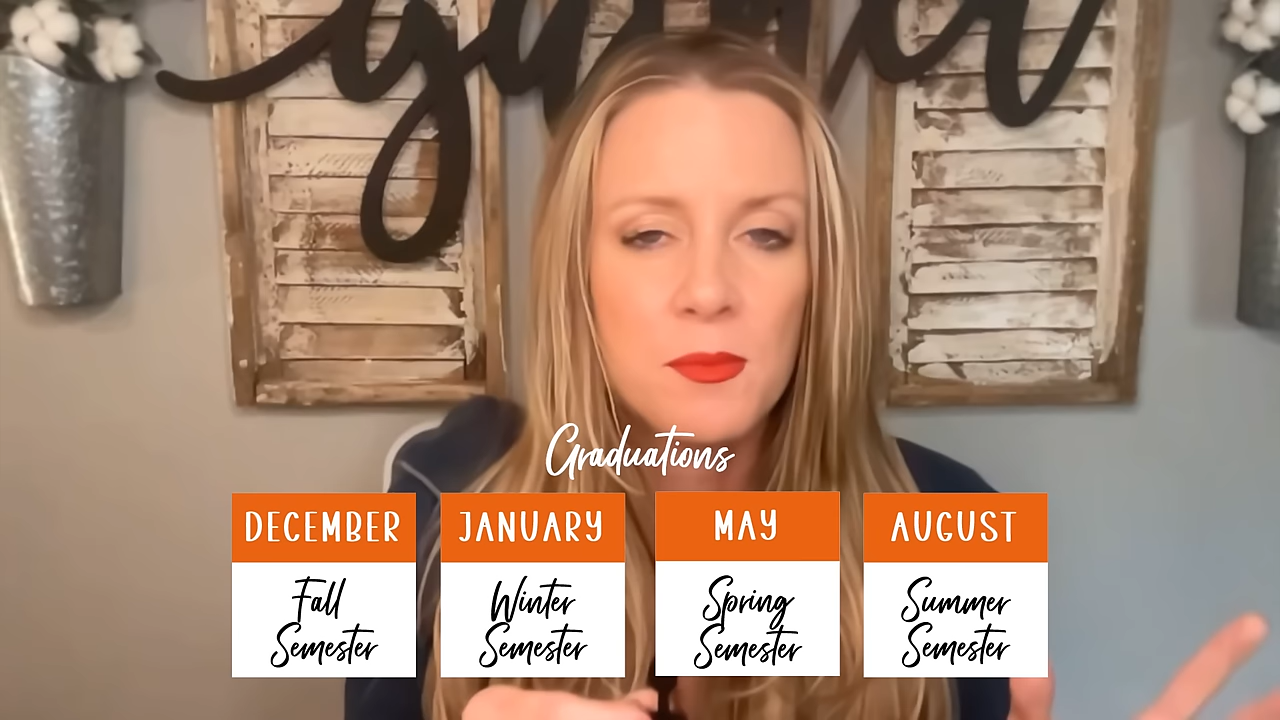 Graduations
DECEMBER
Fall
Semester
JANUARY
Winter
Semester
MAY
Spring
Semester
AUGUST
Summer
Semester